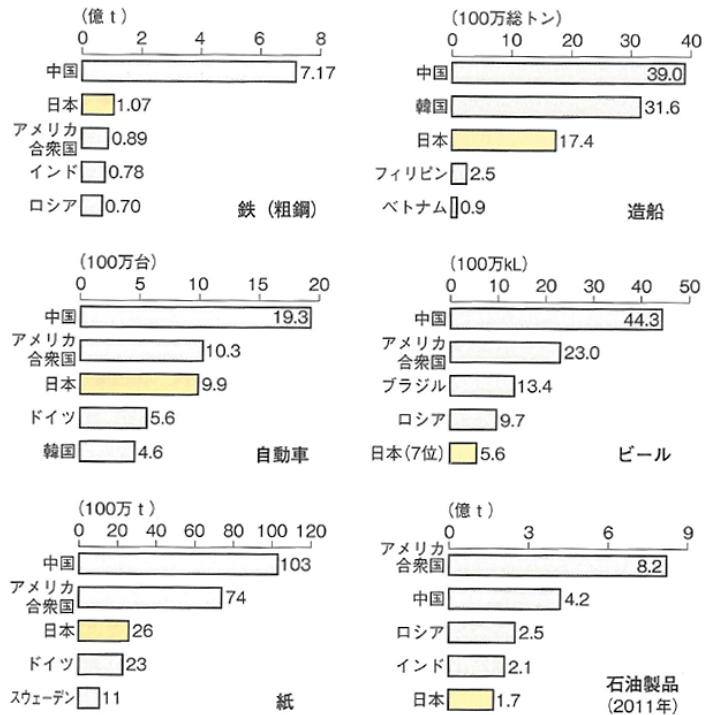 (億t)
0 2 4 6 8
中国 7.17
日本 1.07
アメリカ
合衆国 0.89
インド 0.78
ロシア 0.70
鉄(粗鋼)
(100万総トン)
0 10 20 30 40
中国 39.0
韓国 31.6
日本 17.4
フィリピン 2.5
ベトナム 0.9
造船
(100万台)
0 5 10 15 20
中国 19.3
アメリカ
合衆国 10.3
日本 9.9
ドイツ 5.6
韓国 4.6
自動車
(100万kL)
0 10 20 30 40 50
中国 44.3
アメリカ
合衆国 23.0
ブラジル 13.4
ロシア 9.7
日本(7位) 5.6
ビール
(100万t)
0 20 40 60 80 100 120
中国 103
アメリカ
合衆国 74
日本 26
ドイツ 23
スウェーデン 11
紙
(億t)
0 3 6 9
アメリカ
合衆国 8.2
中国 4.2
ロシア 2.5
インド 2.1
日本 1.7
石油製品
(2011年)